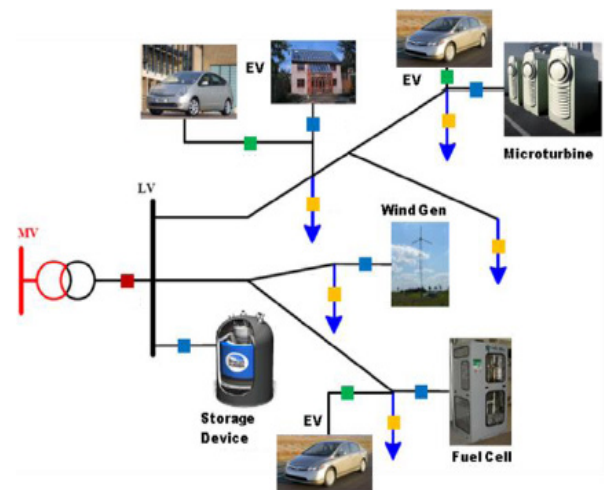 EV
EV
Microturbine
LV
Wind Gen
MV
Storage
Device
EV
Fuel Cell